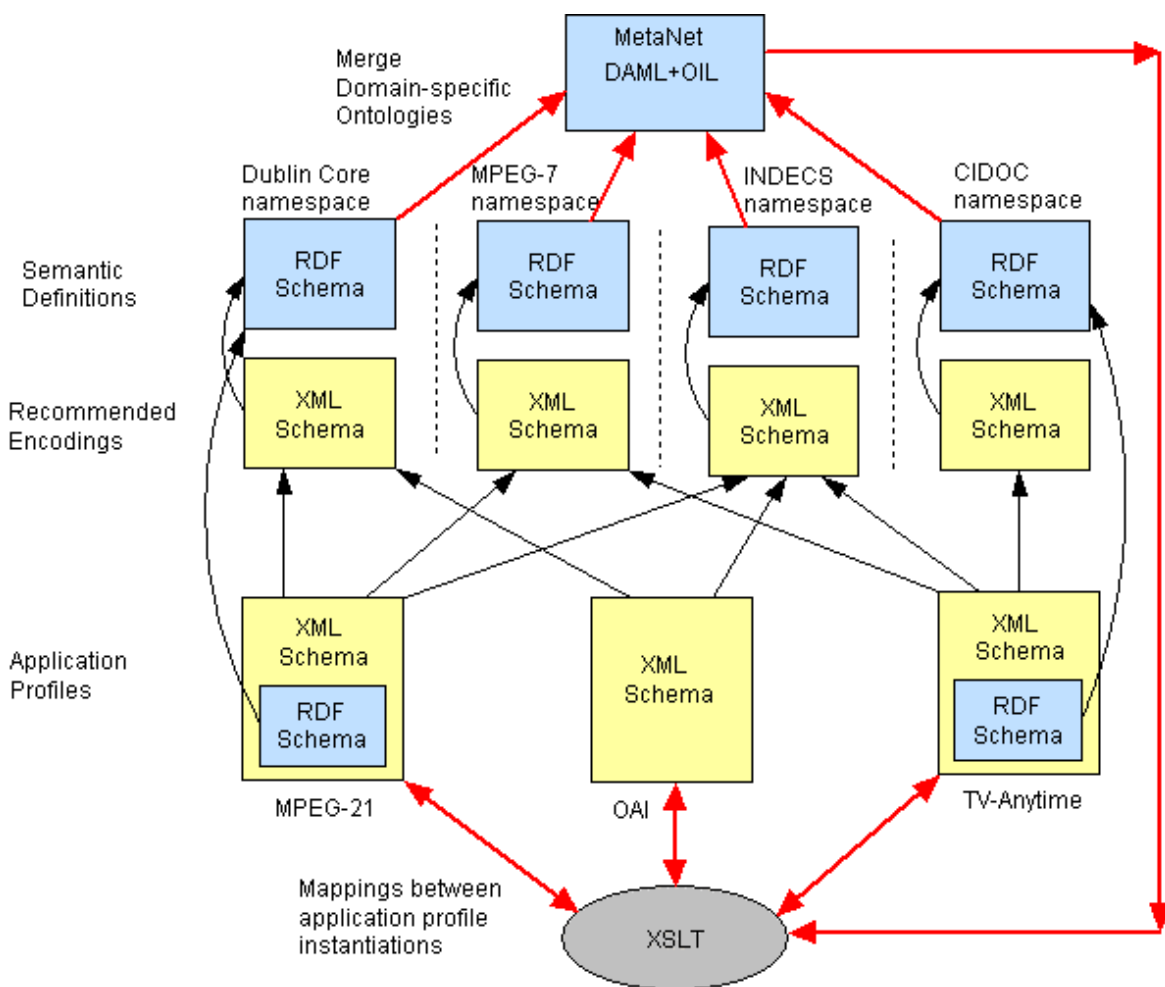 MetaNet
DAML+OIL
Merge
Domain-specific
Ontologies
Dublin Core
namespace
MPEG-7
namespace
INDECS
namespace
CIDOC
namespace
Semantic
Definitions
RDF
Schema
RDF
Schema
RDF
Schema
RDF
Schema
Recommended
Encodings
XML
Schema
XML
Schema
XML
Schema
XML
Schema
Application
Profiles
XML
Schema
RDF
Schema
XML
Schema
XML
Schema
RDF
Schema
MPEG-21
OAI
TV-Anytime
Mappings between
application profile
instantiations
XSLT